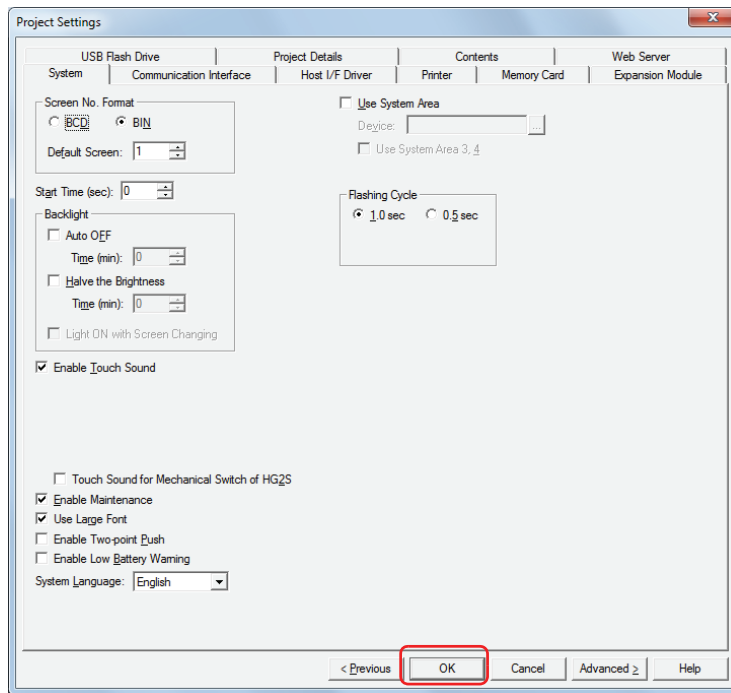 Project Settings
USB Flash Drive Project Details Contents Web Server
System Communication Interface Host I/F Driver Printer Memory Card Expansion Module
Screen No. Format
BCD BIN
Default Screen: 1
Start Time (sec): 0
Backlight
Auto OFF
Time (min): 0
Halve the Brightness
Time (min): 0
Light ON with Screen Changing
Enable Touch Sound
Touch Sound for Mechanical Switch of HG2S
Enable Maintenance
Use Large Font
Enable Two-point Push
Enable Low Battery Warning
System Language: English
Use System Area
Device: ...
Use System Area 3, 4
Flashing Cycle
1.0 sec 0.5 sec
< Previous OK Cancel Advanced > Help